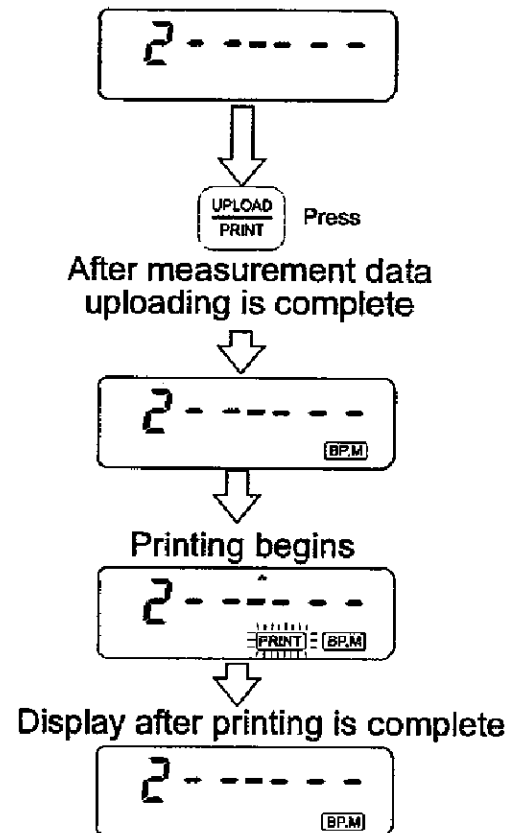 2- ---- - -
UPLOAD
PRINT Press
After measurement data
uploading is complete
2- ---- - -
BP.M
Printing begins
2- ---- - -
PRINT BP.M
Display after printing is complete
2- ---- - -
BP.M